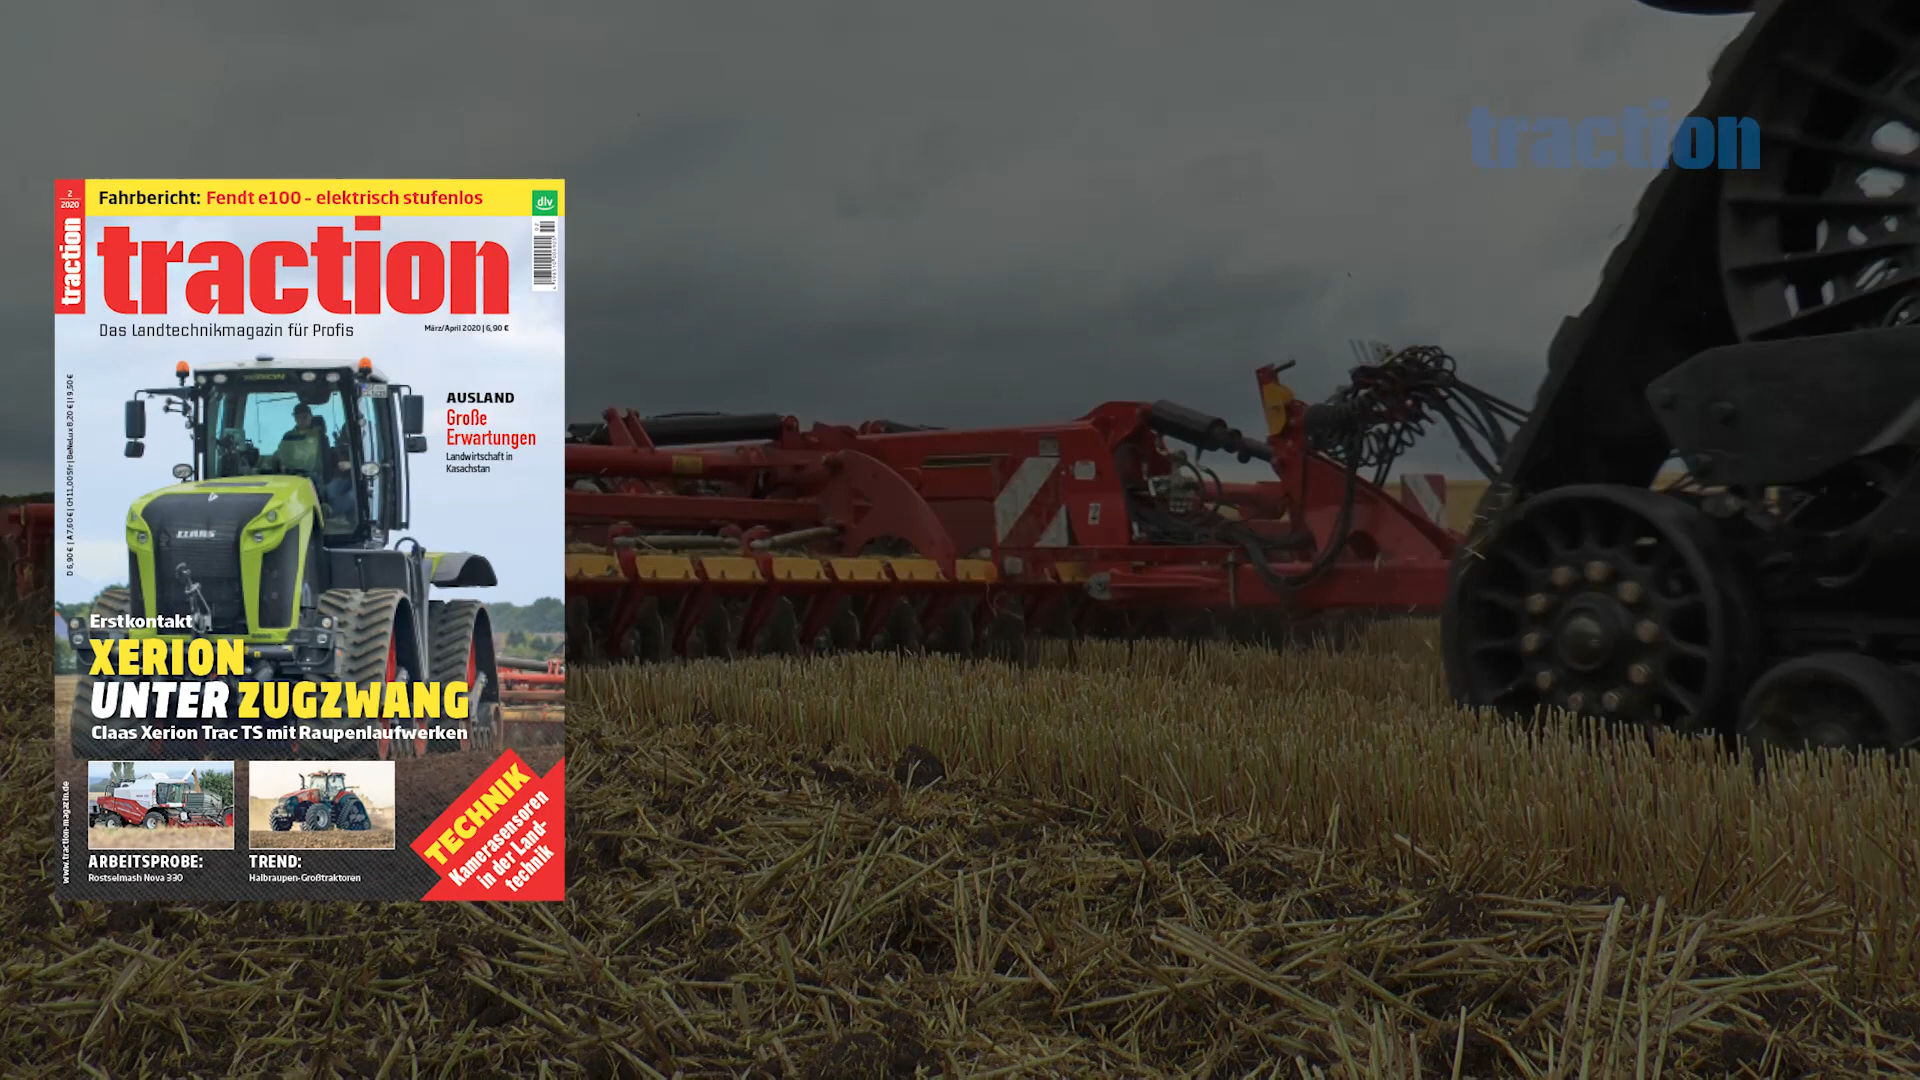 traction
2
2020
Fahrbericht: Fendt e100 - elektrisch stufenlos
dlv
traction
traction
Das Landtechnikmagazin für Profis
März/April 2020 | 6,90 €
AUSLAND
Große
Erwartungen
Landwirtschaft in
Kasachstan
XERION
CLAAS
Erstkontakt
XERION
UNTER ZUGZWANG
Claas Xerion Trac TS mit Raupenlaufwerken
www.traction-magazin.de
ARBEITSPROBE:
Rostselmash Nova 330
TREND:
Halbraupen-Großtraktoren
TECHNIK
Kamerasensoren
in der Land-
technik